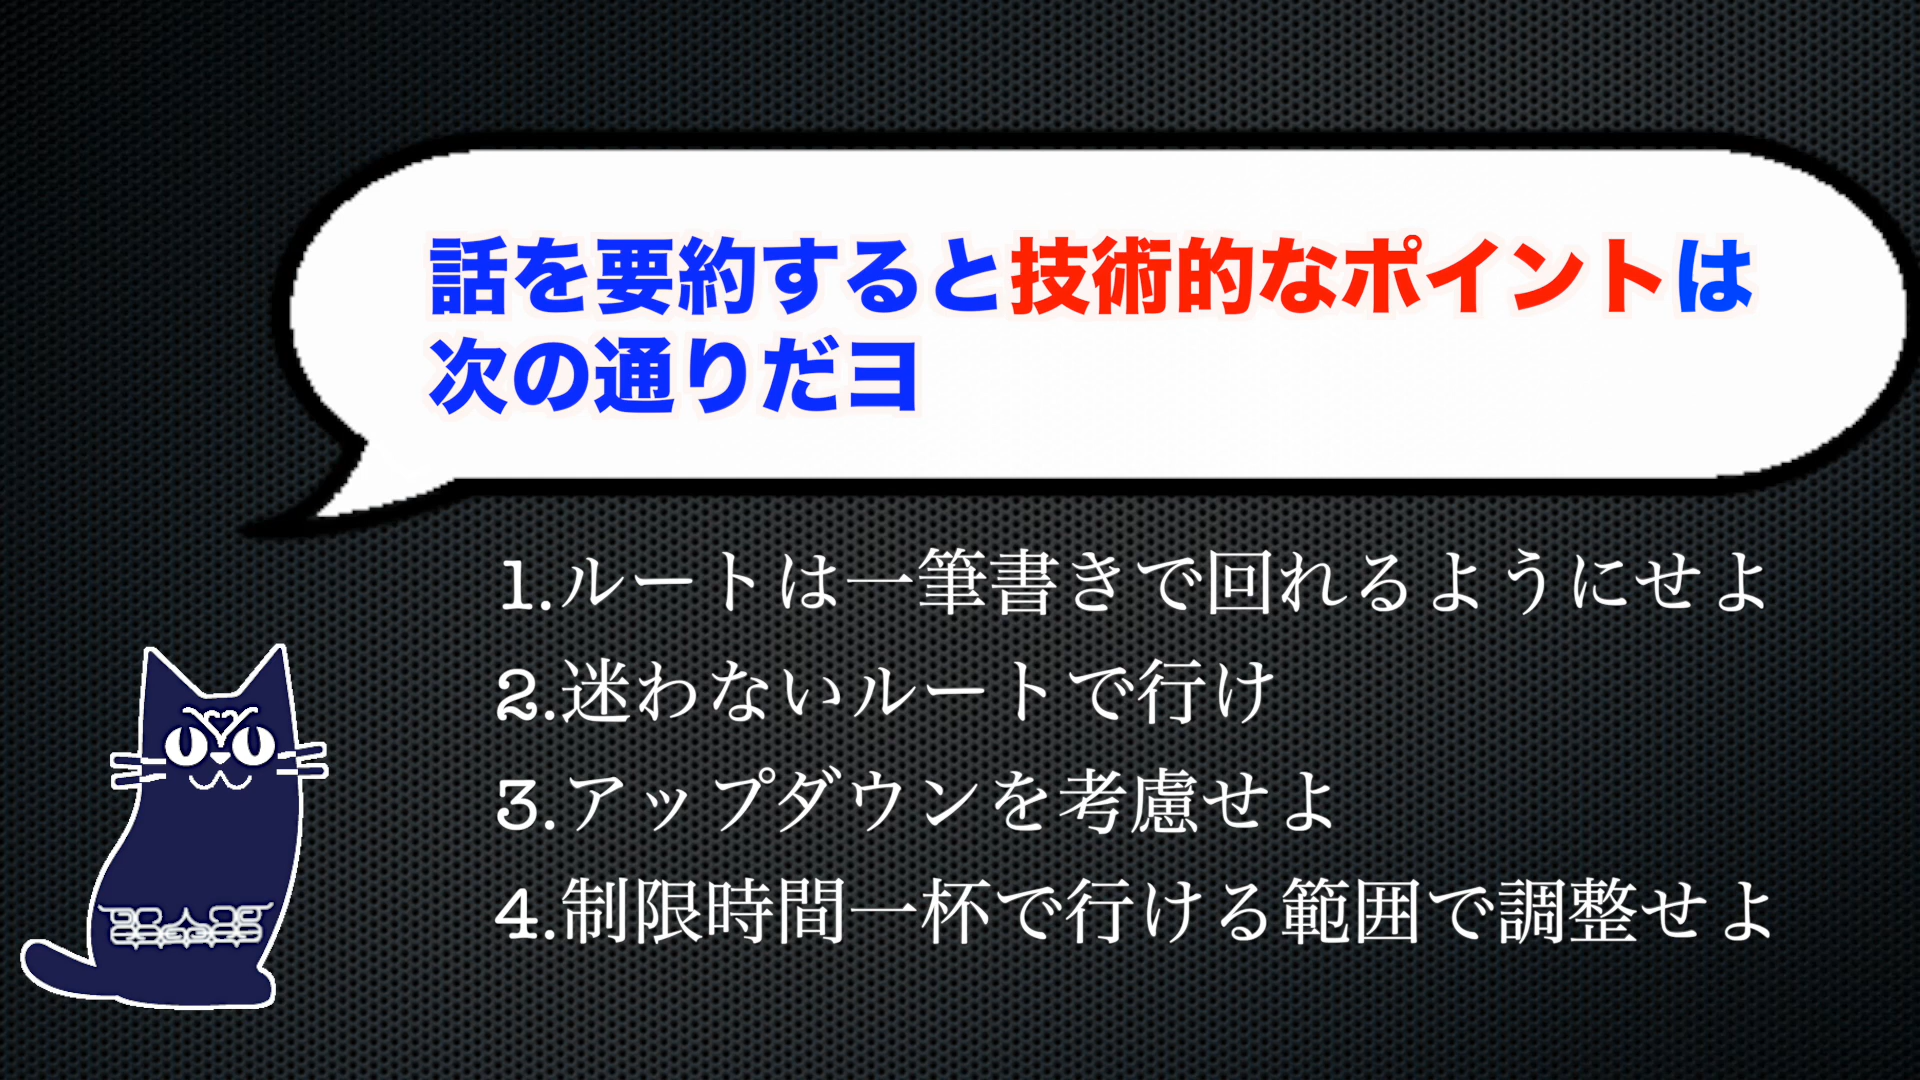 話を要約すると技術的なポイントは
次の通りだヨ
1.ルートは一筆書きで回れるようにせよ
2.迷わないルートで行け
3.アップダウンを考慮せよ
4.制限時間一杯で行ける範囲で調整せよ